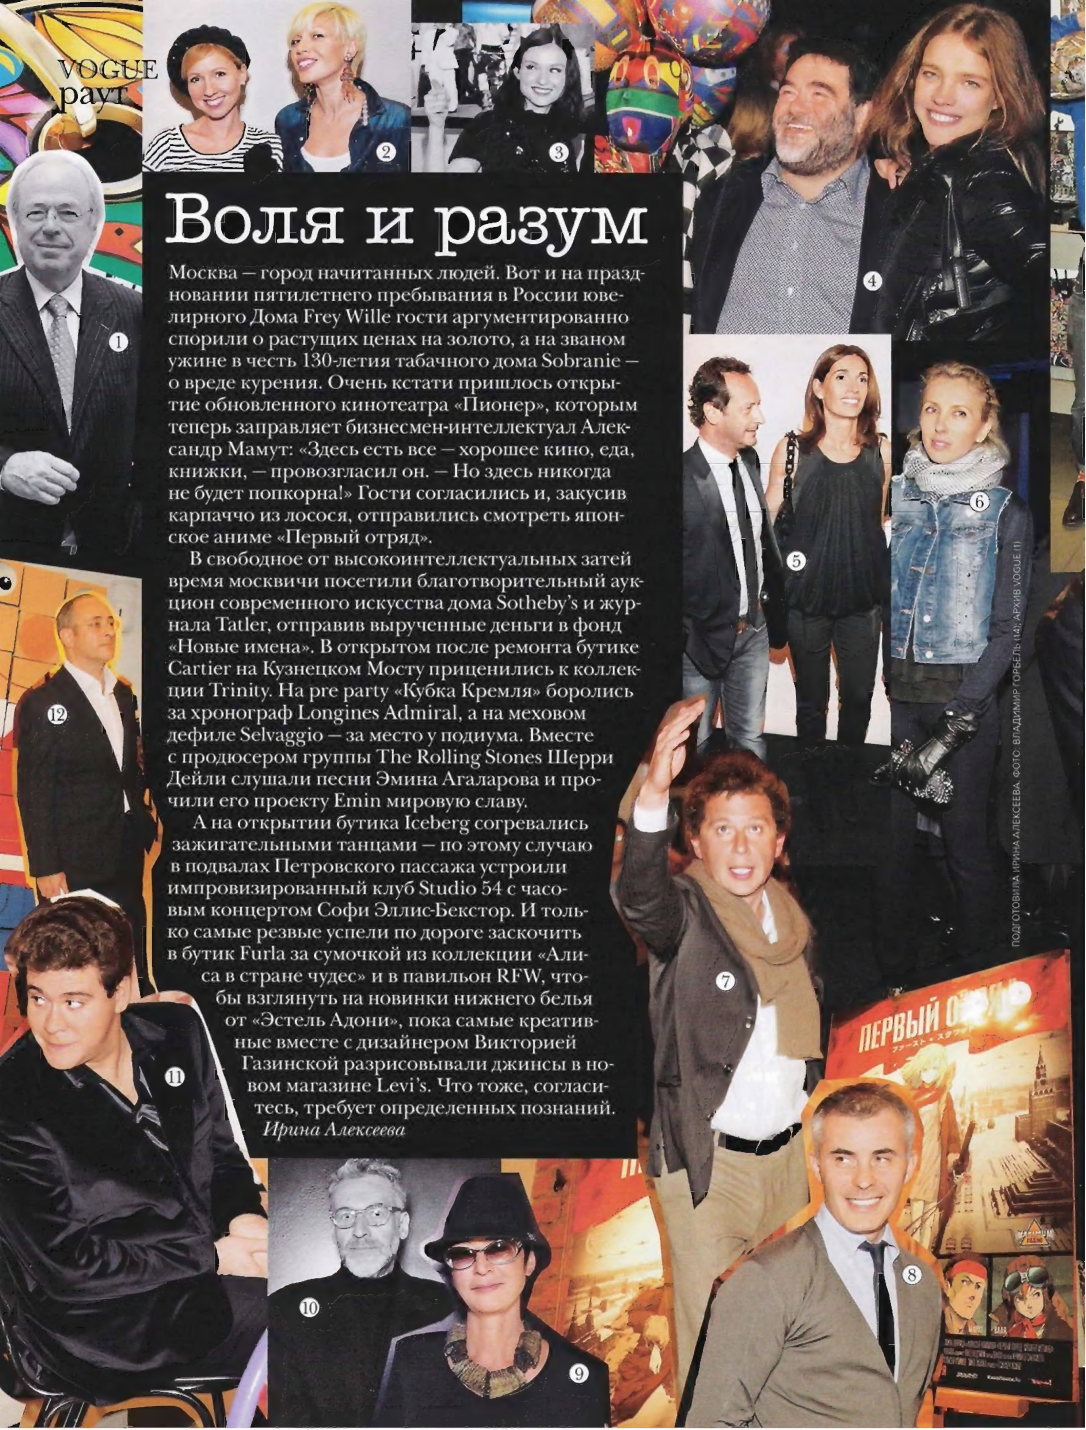 VOGUE
раут
Воля и разум
Москва — город начитанных людей. Вот и на празд-
новании пятилетнего пребывания в России юве-
лирного Дома Frey Wille гости аргументированно
спорили о растущих ценах на золото, а на званом
ужине в честь 130-летия табачного дома Sobranie —
о вреде курения. Очень кстати пришлось откры-
тие обновленного кинотеатра «Пионер», которым
теперь заправляет бизнесмен-интеллектуал Алек-
сандр Мамут: «Здесь есть все — хорошее кино, еда,
книжки, — провозгласил он. — Но здесь никогда
не будет попкорна!» Гости согласились и, закусив
карпаччо из лосося, отправились смотреть япон-
ское аниме «Первый отряд».
В свободное от высокоинтеллектуальных затей
время москвичи посетили благотворительный аук-
цион современного искусства дома Sotheby's и жур-
нала Tatler, отправив вырученные деньги в фонд
«Новые имена». В открытом после ремонта бутике
Cartier на Кузнецком Мосту приценились к коллек-
ции Trinity. На pre party «Кубка Кремля» боролись
за хронограф Longines Admiral, а на меховом
дефиле Selvaggio — за место у подиума. Вместе
с продюсером группы The Rolling Stones Шерри
Дейли слушали песни Эмина Агаларова и про-
чили его проекту Emin мировую славу.
А на открытии бутика Iceberg согревались
зажигательными танцами — по этому случаю
в подвалах Петровского пассажа устроили
импровизированный клуб Studio 54 с часо-
вым концертом Софи Эллис-Бекстор. И толь-
ко самые резвые успели по дороге заскочить
в бутик Furla за сумочкой из коллекции «Али-
са в стране чудес» и в павильон RFW, что-
бы взглянуть на новинки нижнего белья
от «Эстель Адони», пока самые креатив-
ные вместе с дизайнером Викторией
Газинской разрисовывали джинсы в но-
вом магазине Levi's. Что тоже, согласи-
тесь, требует определенных познаний.
Ирина Алексеева
1
2
3
4
5
6
7
8
9
10
11
12
ПОДГОТОВИЛА ИРИНА АЛЕКСЕЕВА. ФОТО: ВЛАДИМИР ГОРБЕЛЬ (14); АРХИВ VOGUE (1)
ПЕРВЫЙ
ファースト・スクワッド